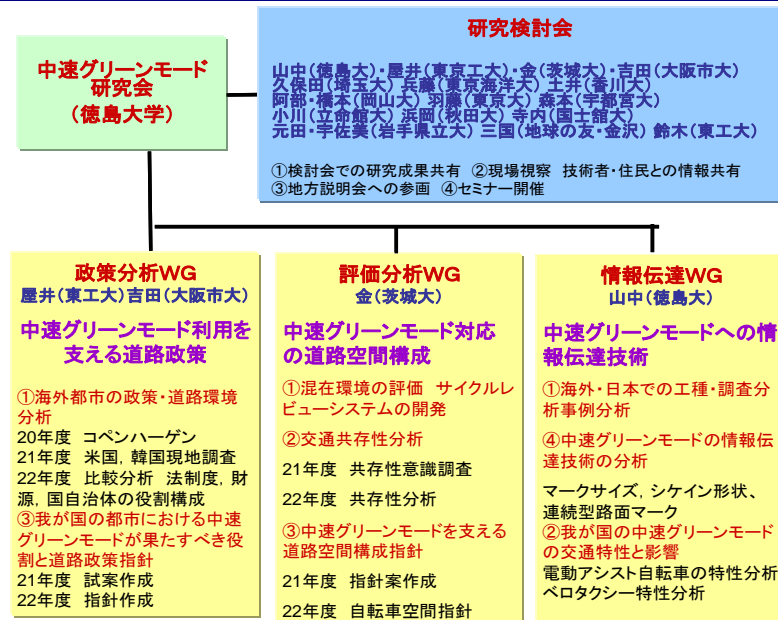 中速グリーンモード
研究会
(徳島大学)
研究検討会
山中(徳島大)・屋井(東京工大)・金(茨城大)・吉田(大阪市大)
久保田(埼玉大) 兵藤(東京海洋大) 土井(香川大)
阿部・橋本(岡山大) 羽藤(東京大) 森本(宇都宮大)
小川(立命館大) 浜岡(秋田大) 寺内(国士舘大)
元田・宇佐美(岩手県立大) 三国(地球の友・金沢) 鈴木(東工大)
①検討会での研究成果共有 ②現場視察 技術者・住民との情報共有
③地方説明会への参画 ④セミナー開催
政策分析WG
屋井(東工大)吉田(大阪市大)
中速グリーンモード利用を
支える道路政策
①海外都市の政策・道路環境
分析
20年度 コペンハーゲン
21年度 米国, 韓国現地調査
22年度 比較分析 法制度, 財
源, 国自治体の役割構成
③我が国の都市における中速
グリーンモードが果たすべき役
割と道路政策指針
21年度 試案作成
22年度 指針作成
評価分析WG
金(茨城大)
中速グリーンモード対応
の道路空間構成
①混在環境の評価 サイクルレ
ビューシステムの開発
②交通共存性分析
21年度 共存性意識調査
22年度 共存性分析
③中速グリーンモードを支える
道路空間構成指針
21年度 指針案作成
22年度 自転車空間指針
情報伝達WG
山中(徳島大)
中速グリーンモードへの情
報伝達技術
①海外・日本での工種・調査分
析事例分析
④中速グリーンモードの情報伝
達技術の分析
マークサイズ, シケイン形状、
連続型路面マーク
②我が国の中速グリーンモード
の交通特性と影響
電動アシスト自転車の特性分析
ベロタクシー特性分析